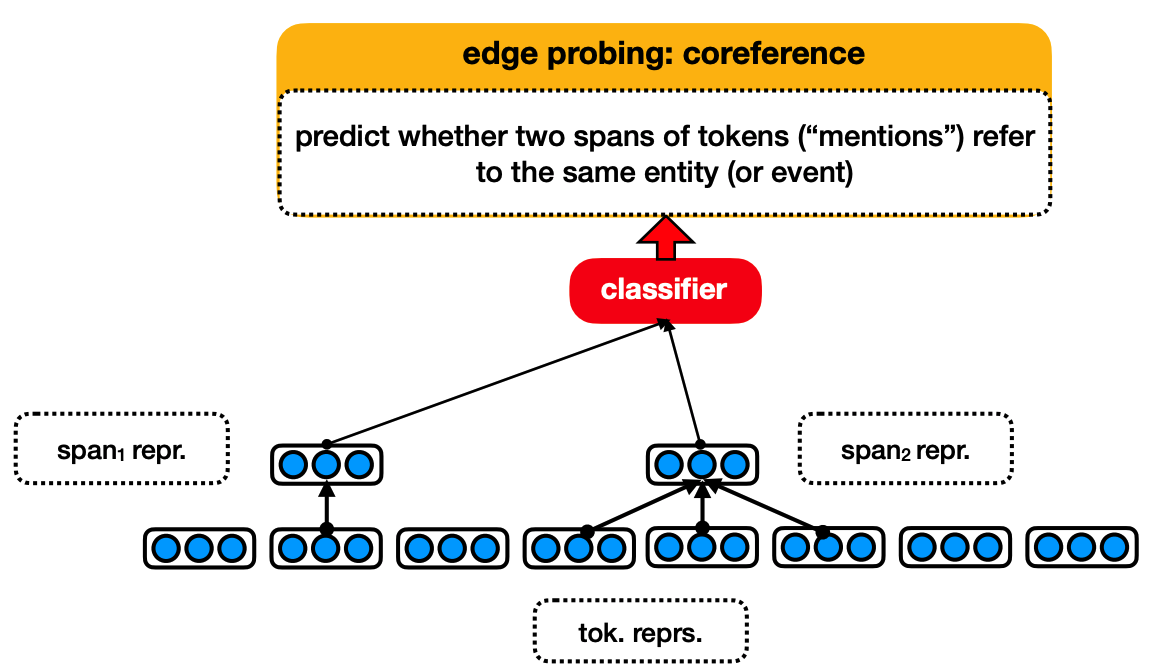 edge probing: coreference
predict whether two spans of tokens (“mentions”) refer
to the same entity (or event)
classifier
span₁ repr.
span₂ repr.
tok. reprs.